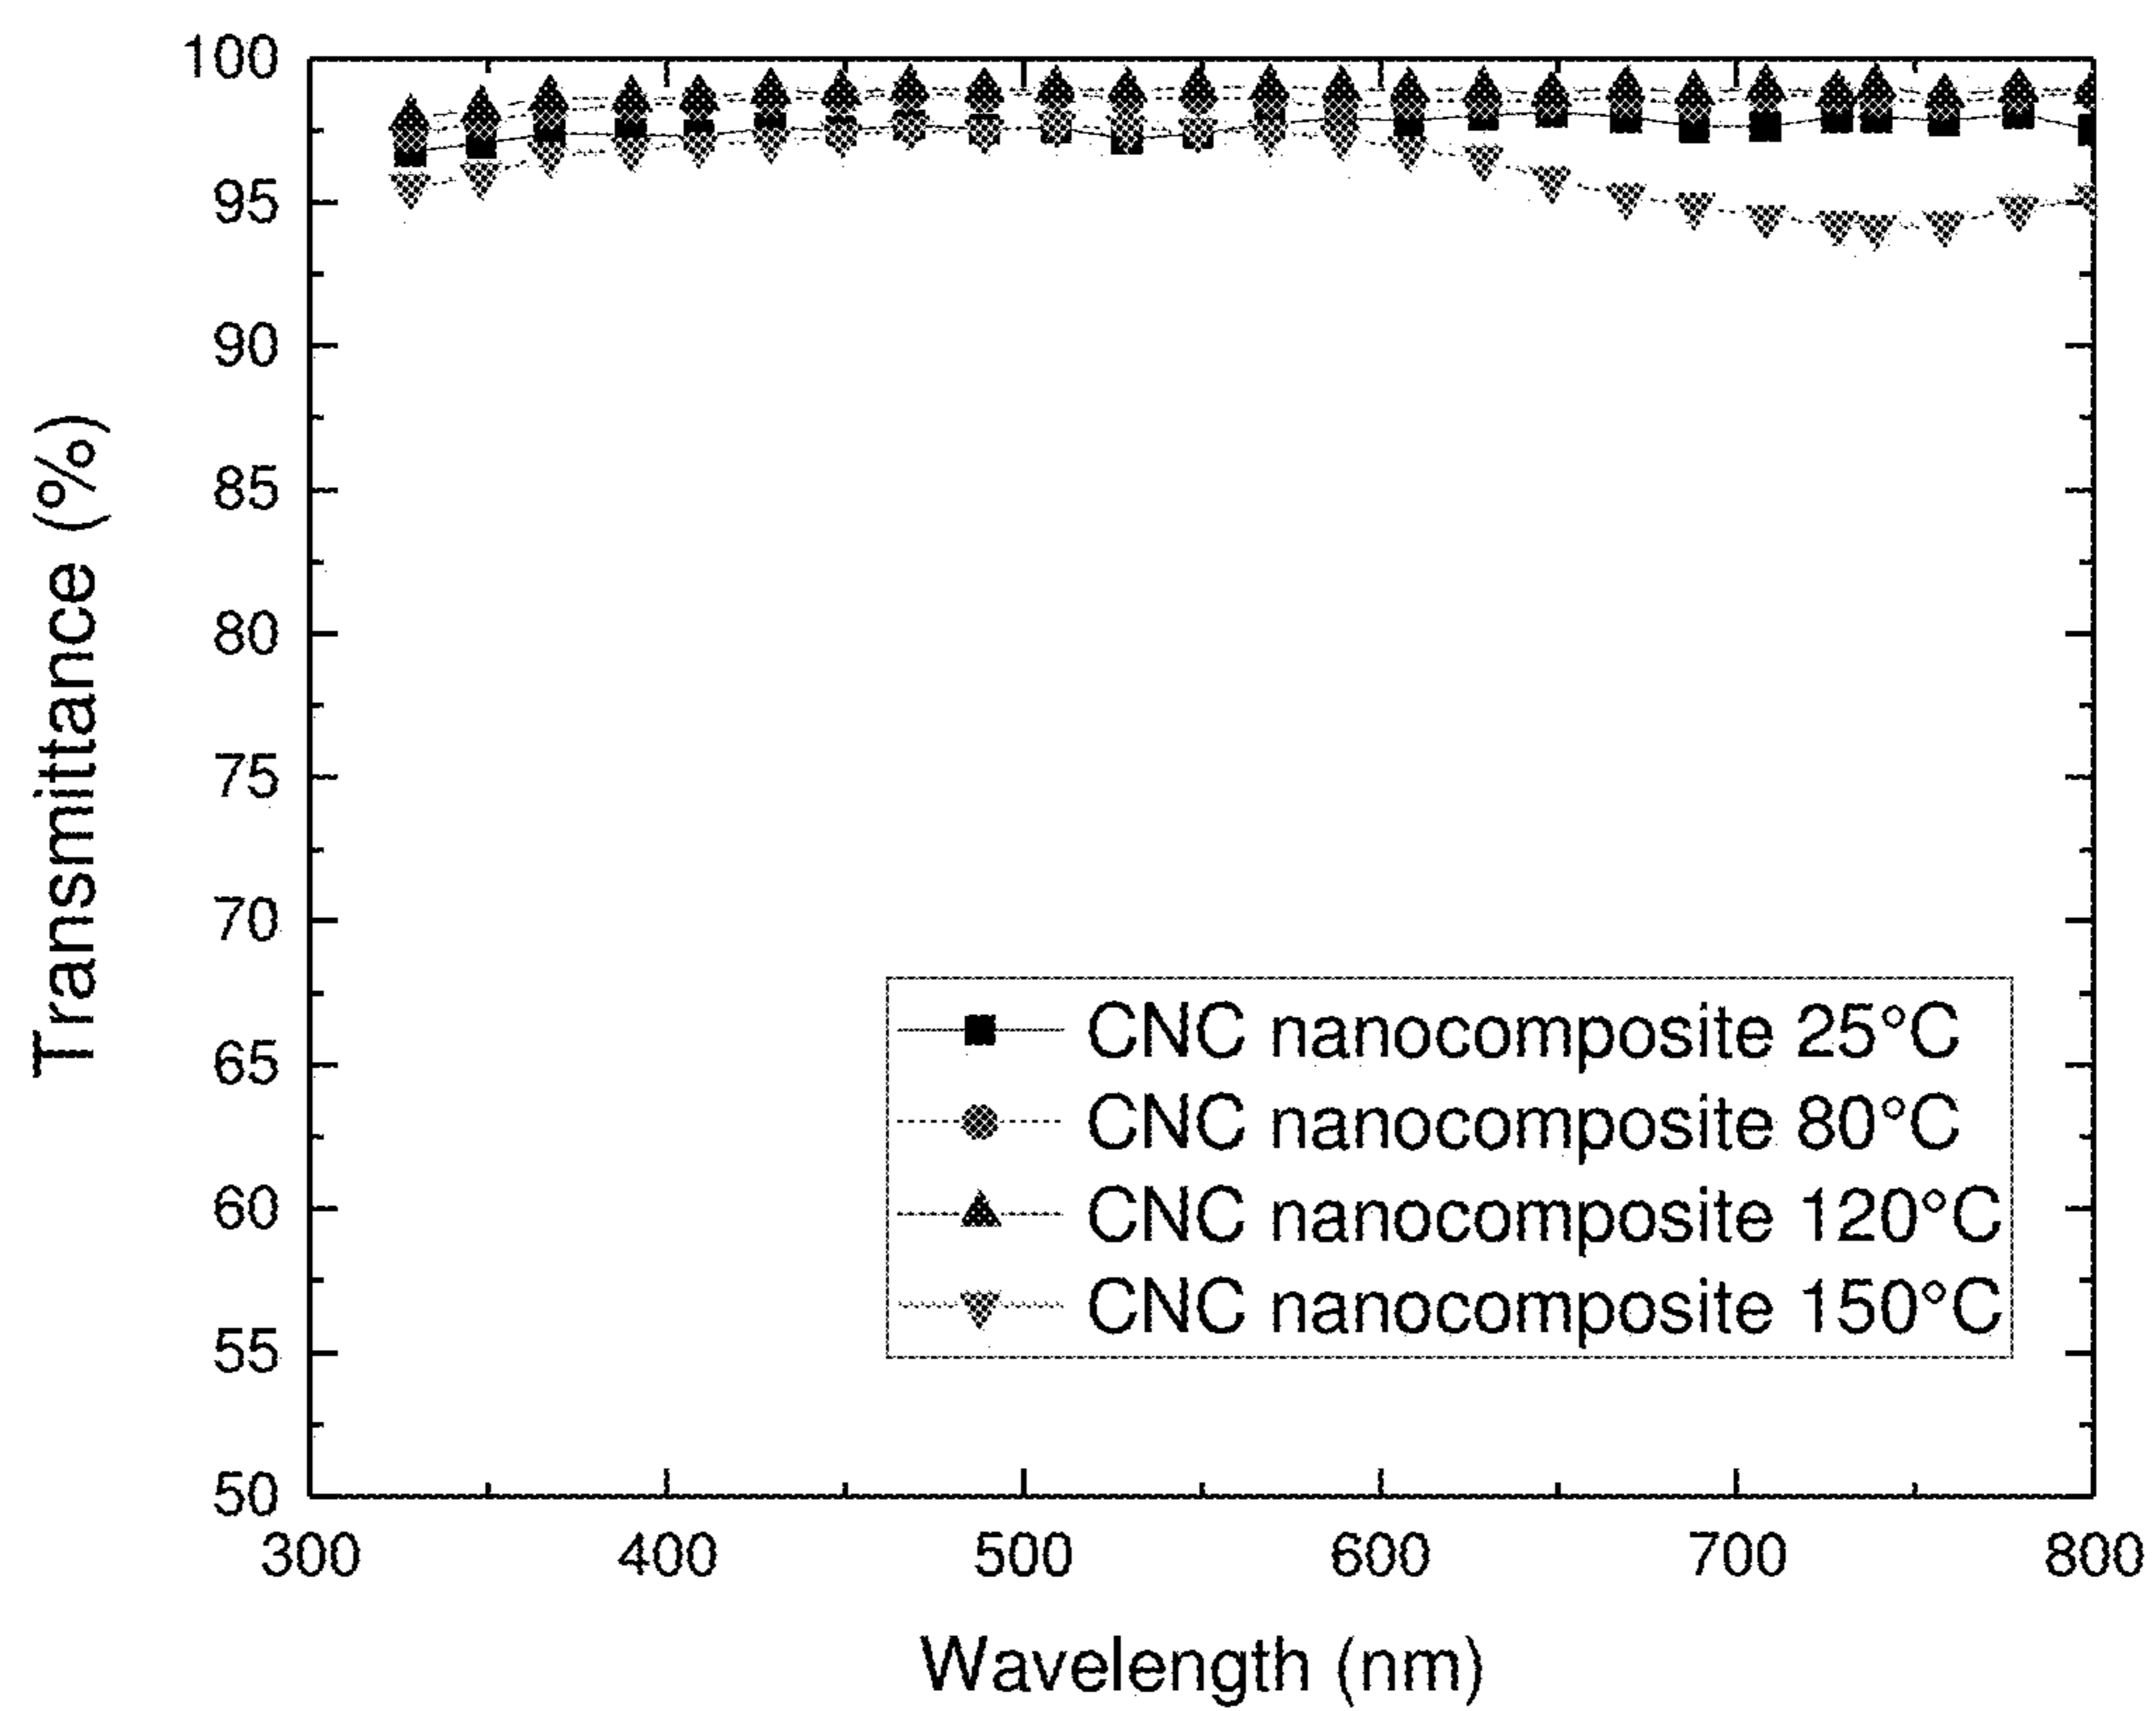 100
95
90
85
80
75
70
65
60
55
50
Transmittance (%)
CNC nanocomposite 25°C
CNC nanocomposite 80°C
CNC nanocomposite 120°C
CNC nanocomposite 150°C
300 400 500 600 700 800
Wavelength (nm)